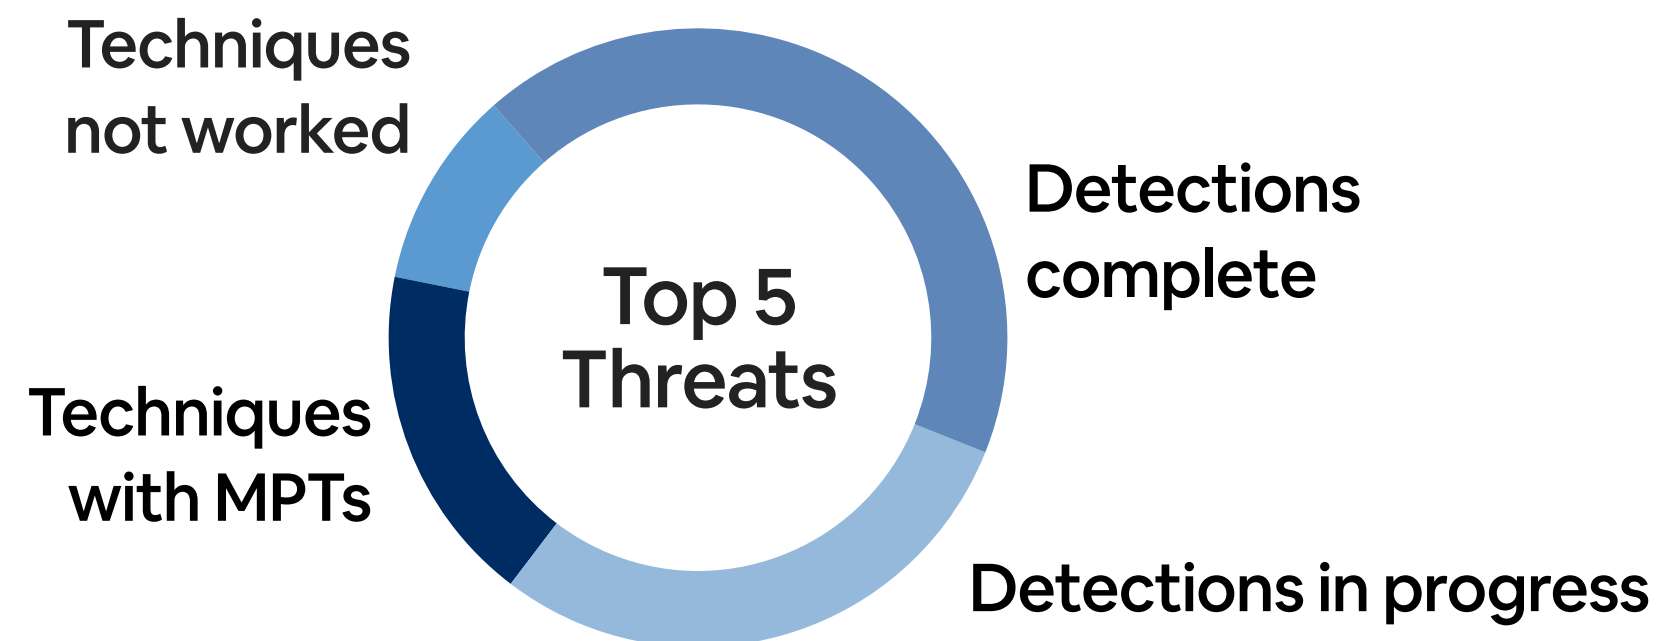 Techniques
not worked
Detections
complete
Top 5
Threats
Techniques
with MPTs
Detections in progress